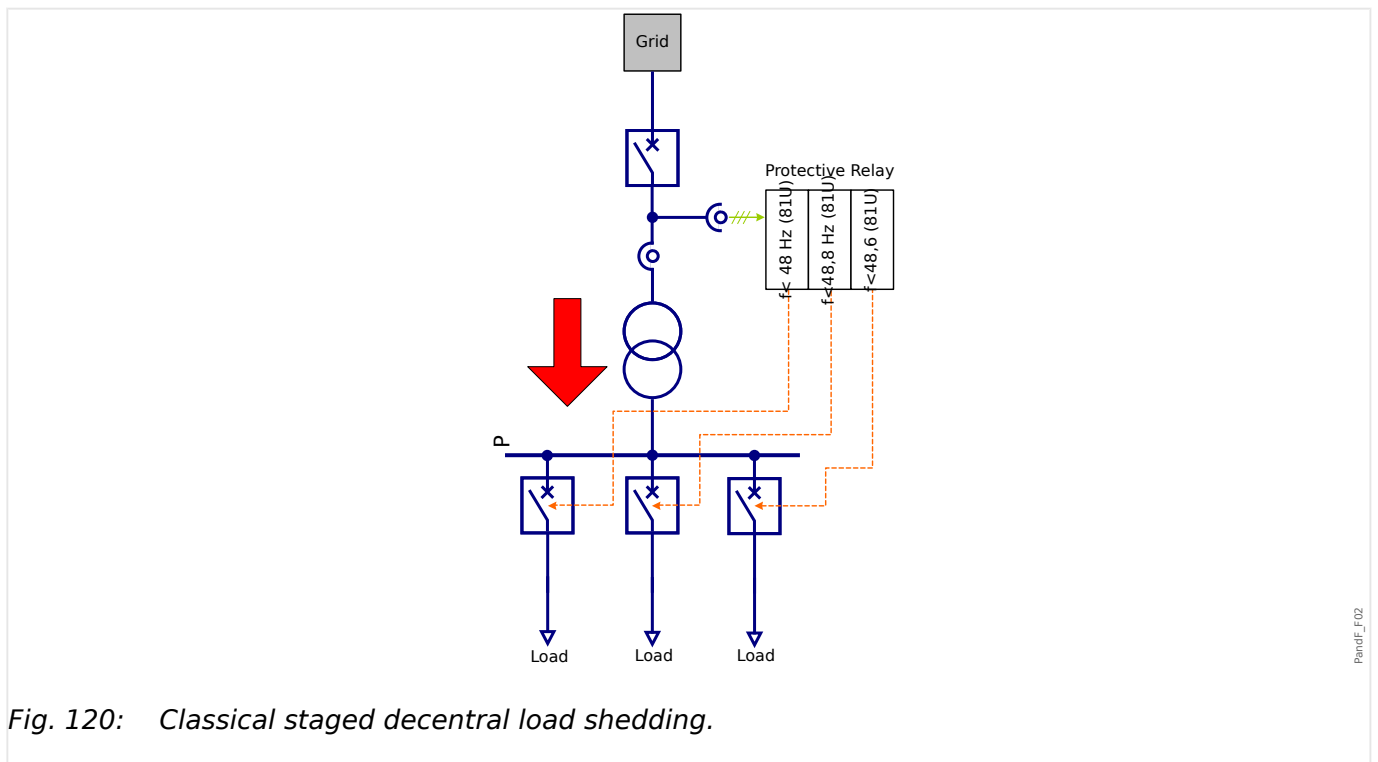 Grid
Protective Relay
f< 48 Hz (81U)
f<48,8 Hz (81U)
f<48,6 (81U)
P
Load
Load
Load
PandF_F02
Fig. 120: Classical staged decentral load shedding.